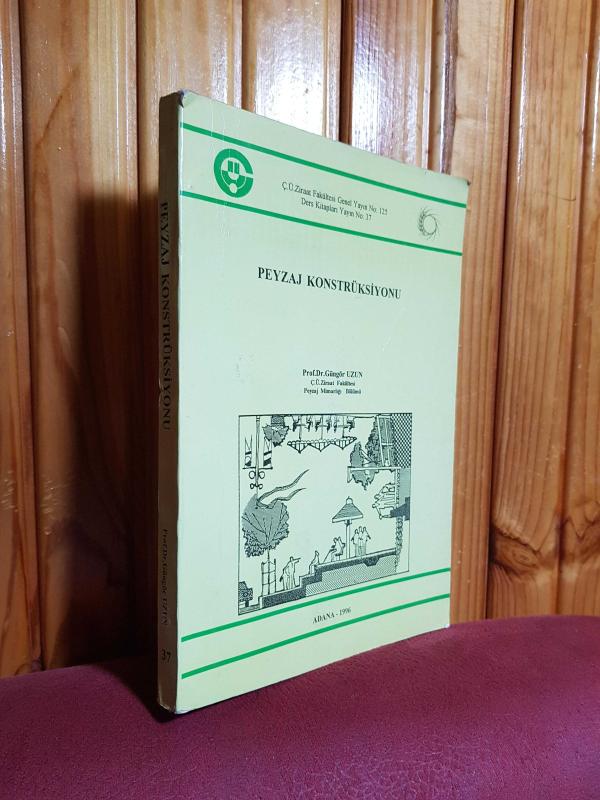 Ç.Ü.Ziraat Fakültesi Genel Yayın No: 125
Ders Kitapları Yayın No: 37
PEYZAJ KONSTRÜKSİYONU
Prof.Dr.Güngör UZUN
Ç.Ü.Ziraat Fakültesi
Peyzaj Mimarlığı Bölümü
ADANA - 1996
PEYZAJ KONSTRÜKSİYONU
Prof.Dr.Güngör UZUN
37